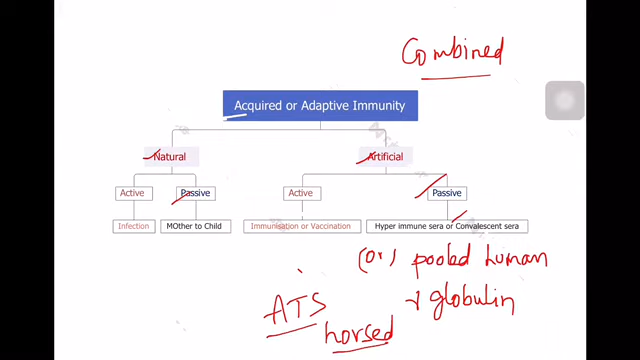 Combined
Acquired or Adaptive Immunity
Natural Artificial
Active Passive Active Passive
Infection MOther to Child Immunisation or Vaccination Hyper immune sera or Convalescent sera
(or) pooled human
γ globulin
ATS
horsed